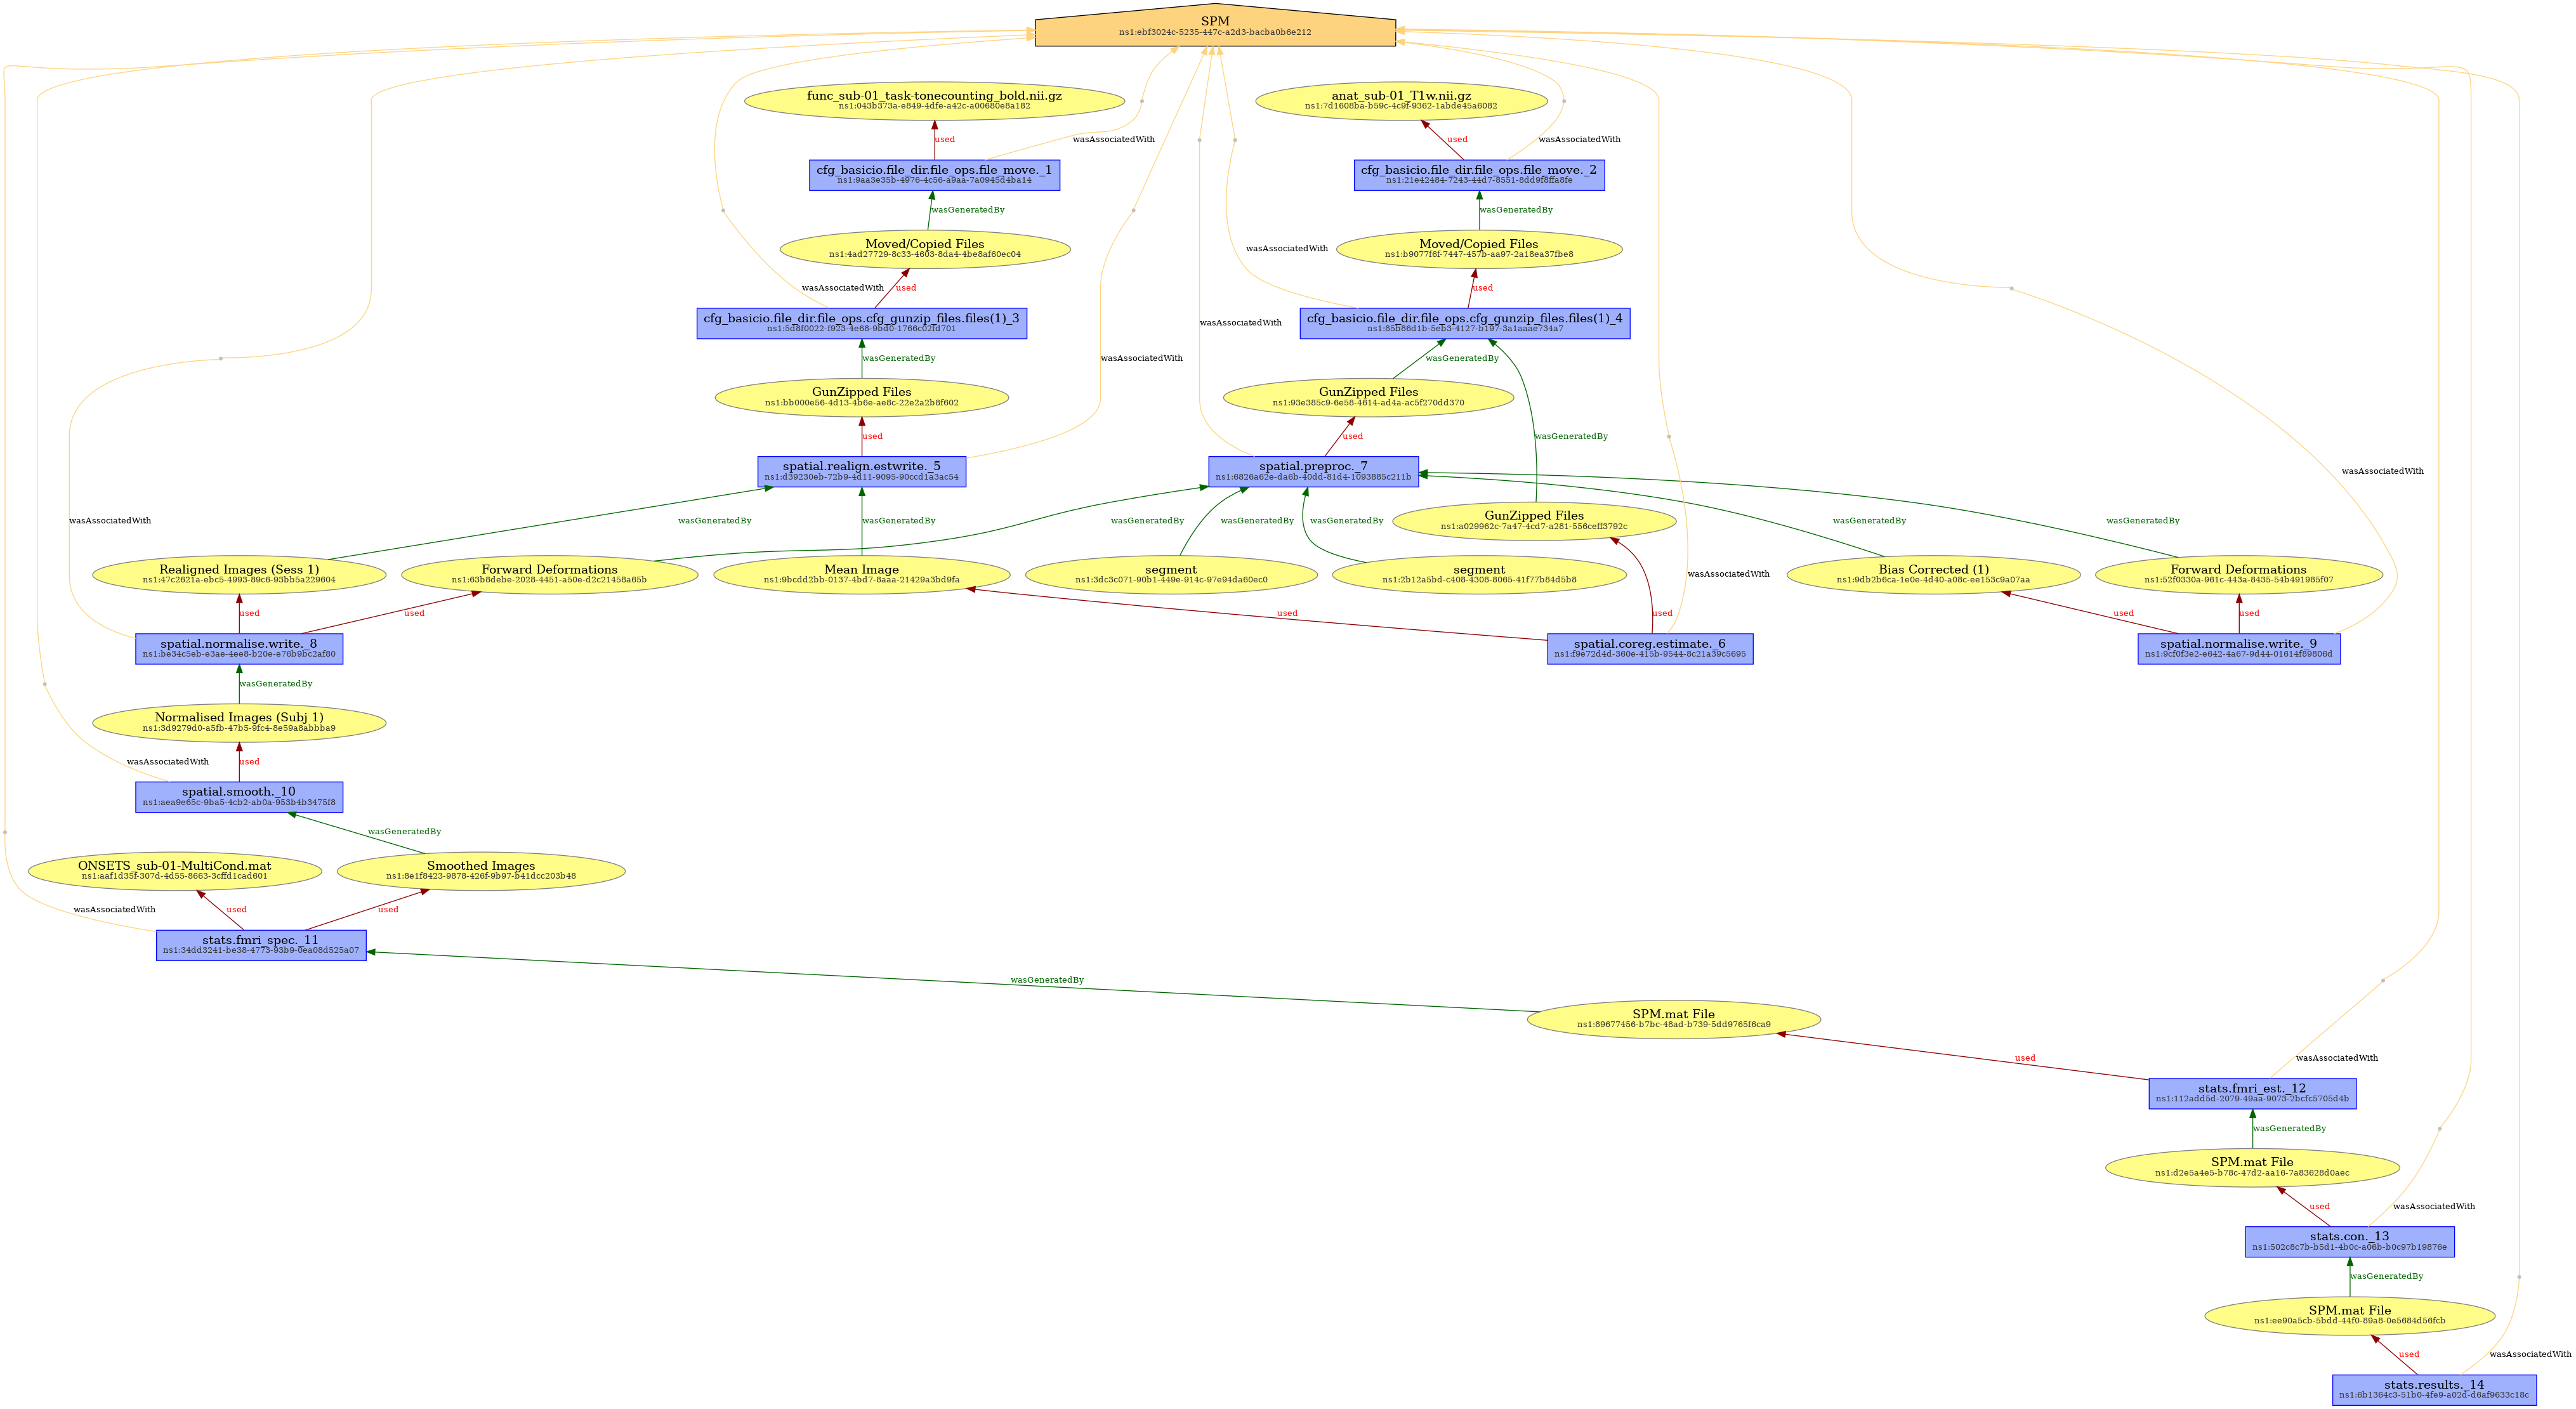 SPM
ns1:ebf3024c-5235-447c-a2d3-bacba0b6e212
func_sub-01_task-tonecounting_bold.nii.gz
ns1:043b373a-e849-4dfe-a42c-a00680e8a182
anat_sub-01_T1w.nii.gz
ns1:7d1608ba-b59c-4c9f-9362-1abde45a6082
used
wasAssociatedWith
used
wasAssociatedWith
cfg_basicio.file_dir.file_ops.file_move._1
ns1:9aa3e35b-4976-4c56-a9aa-7a0945d4ba14
cfg_basicio.file_dir.file_ops.file_move._2
ns1:21e42484-7243-44d7-8551-8dd9f8ffa8fe
wasGeneratedBy
wasGeneratedBy
Moved/Copied Files
ns1:4ad27729-8c33-4603-8da4-4be8af60ec04
Moved/Copied Files
ns1:b9077f6f-7447-457b-aa97-2a18ea37fbe8
wasAssociatedWith
wasAssociatedWith
used
used
cfg_basicio.file_dir.file_ops.cfg_gunzip_files.files(1)_3
ns1:5d8f0022-f923-4e68-9bd0-1766c02fd701
wasAssociatedWith
cfg_basicio.file_dir.file_ops.cfg_gunzip_files.files(1)_4
ns1:85b86d1b-5eb3-4127-b197-3a1aaae734a7
wasGeneratedBy
wasAssociatedWith
wasGeneratedBy
GunZipped Files
ns1:bb000e56-4d13-4b6e-ae8c-22e2a2b8f602
GunZipped Files
ns1:93e385c9-6e58-4614-ad4a-ac5f270dd370
used
used
wasGeneratedBy
spatial.realign.estwrite._5
ns1:d39230eb-72b9-4d11-9095-90ccd1a3ac54
spatial.preproc._7
ns1:6826a62e-da6b-40dd-81d4-1093885c211b
wasAssociatedWith
wasAssociatedWith
wasGeneratedBy
wasGeneratedBy
wasGeneratedBy
wasGeneratedBy
wasGeneratedBy
GunZipped Files
ns1:a029962c-7a47-4cd7-a281-556ceff3792c
wasGeneratedBy
wasGeneratedBy
Realigned Images (Sess 1)
ns1:47c2621a-ebc5-4993-89c6-93bb5a229604
Forward Deformations
ns1:63b8debe-2028-4451-a50e-d2c21458a65b
Mean Image
ns1:9bcdd2bb-0137-4bd7-8aaa-21429a3bd9fa
segment
ns1:3dc3c071-90b1-449e-914c-97e94da60ec0
segment
ns1:2b12a5bd-c408-4308-8065-41f77b84d5b8
wasAssociatedWith
Bias Corrected (1)
ns1:9db2b6ca-1e0e-4d40-a08c-ee153c9a07aa
Forward Deformations
ns1:52f0330a-961c-443a-8435-54b491985f07
used
used
used
used
used
used
spatial.normalise.write._8
ns1:be34c5eb-e3ae-4ee8-b20e-e76b9bc2af80
spatial.coreg.estimate._6
ns1:f9e72d4d-360e-415b-9544-8c21a39c5695
spatial.normalise.write._9
ns1:9cf0f3e2-e642-4a67-9d44-01614f89806d
wasGeneratedBy
Normalised Images (Subj 1)
ns1:3d9279d0-a5fb-47b5-9fc4-8e59a8abbba9
wasAssociatedWith
used
spatial.smooth._10
ns1:aea9e65c-9ba5-4cb2-ab0a-953b4b3475f8
wasGeneratedBy
ONSETS_sub-01-MultiCond.mat
ns1:aaf1d35f-307d-4d55-8663-3cffd1cad601
Smoothed Images
ns1:8e1f8423-9878-426f-9b97-b41dcc203b48
wasAssociatedWith
used
used
stats.fmri_spec._11
ns1:34dd3241-be38-4773-93b9-0ea08d525a07
wasGeneratedBy
SPM.mat File
ns1:89677456-b7bc-48ad-b739-5dd9765f6ca9
used
wasAssociatedWith
stats.fmri_est._12
ns1:112add5d-2079-49aa-9073-2bcfc5705d4b
wasGeneratedBy
SPM.mat File
ns1:d2e5a4e5-b78c-47d2-aa16-7a83628d0aec
used
wasAssociatedWith
stats.con._13
ns1:502c8c7b-b5d1-4b0c-a06b-b0c97b19876e
wasGeneratedBy
SPM.mat File
ns1:ee90a5cb-5bdd-44f0-89a8-0e5684d56fcb
used
wasAssociatedWith
stats.results._14
ns1:6b1364c3-51b0-4fe9-a02d-d6af9633c18c